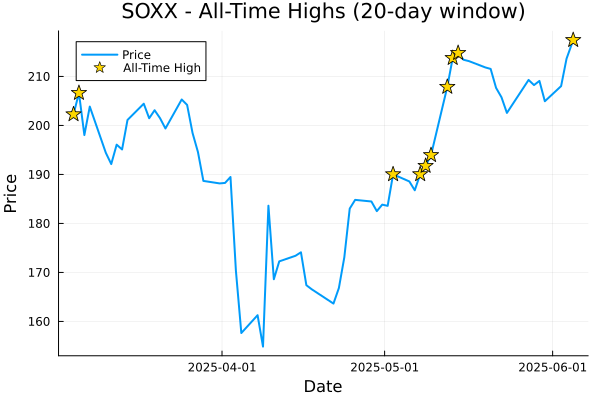 SOXX - All-Time Highs (20-day window)
Price
All-Time High
Price
210
200
190
180
170
160
2025-04-01
2025-05-01
2025-06-01
Date